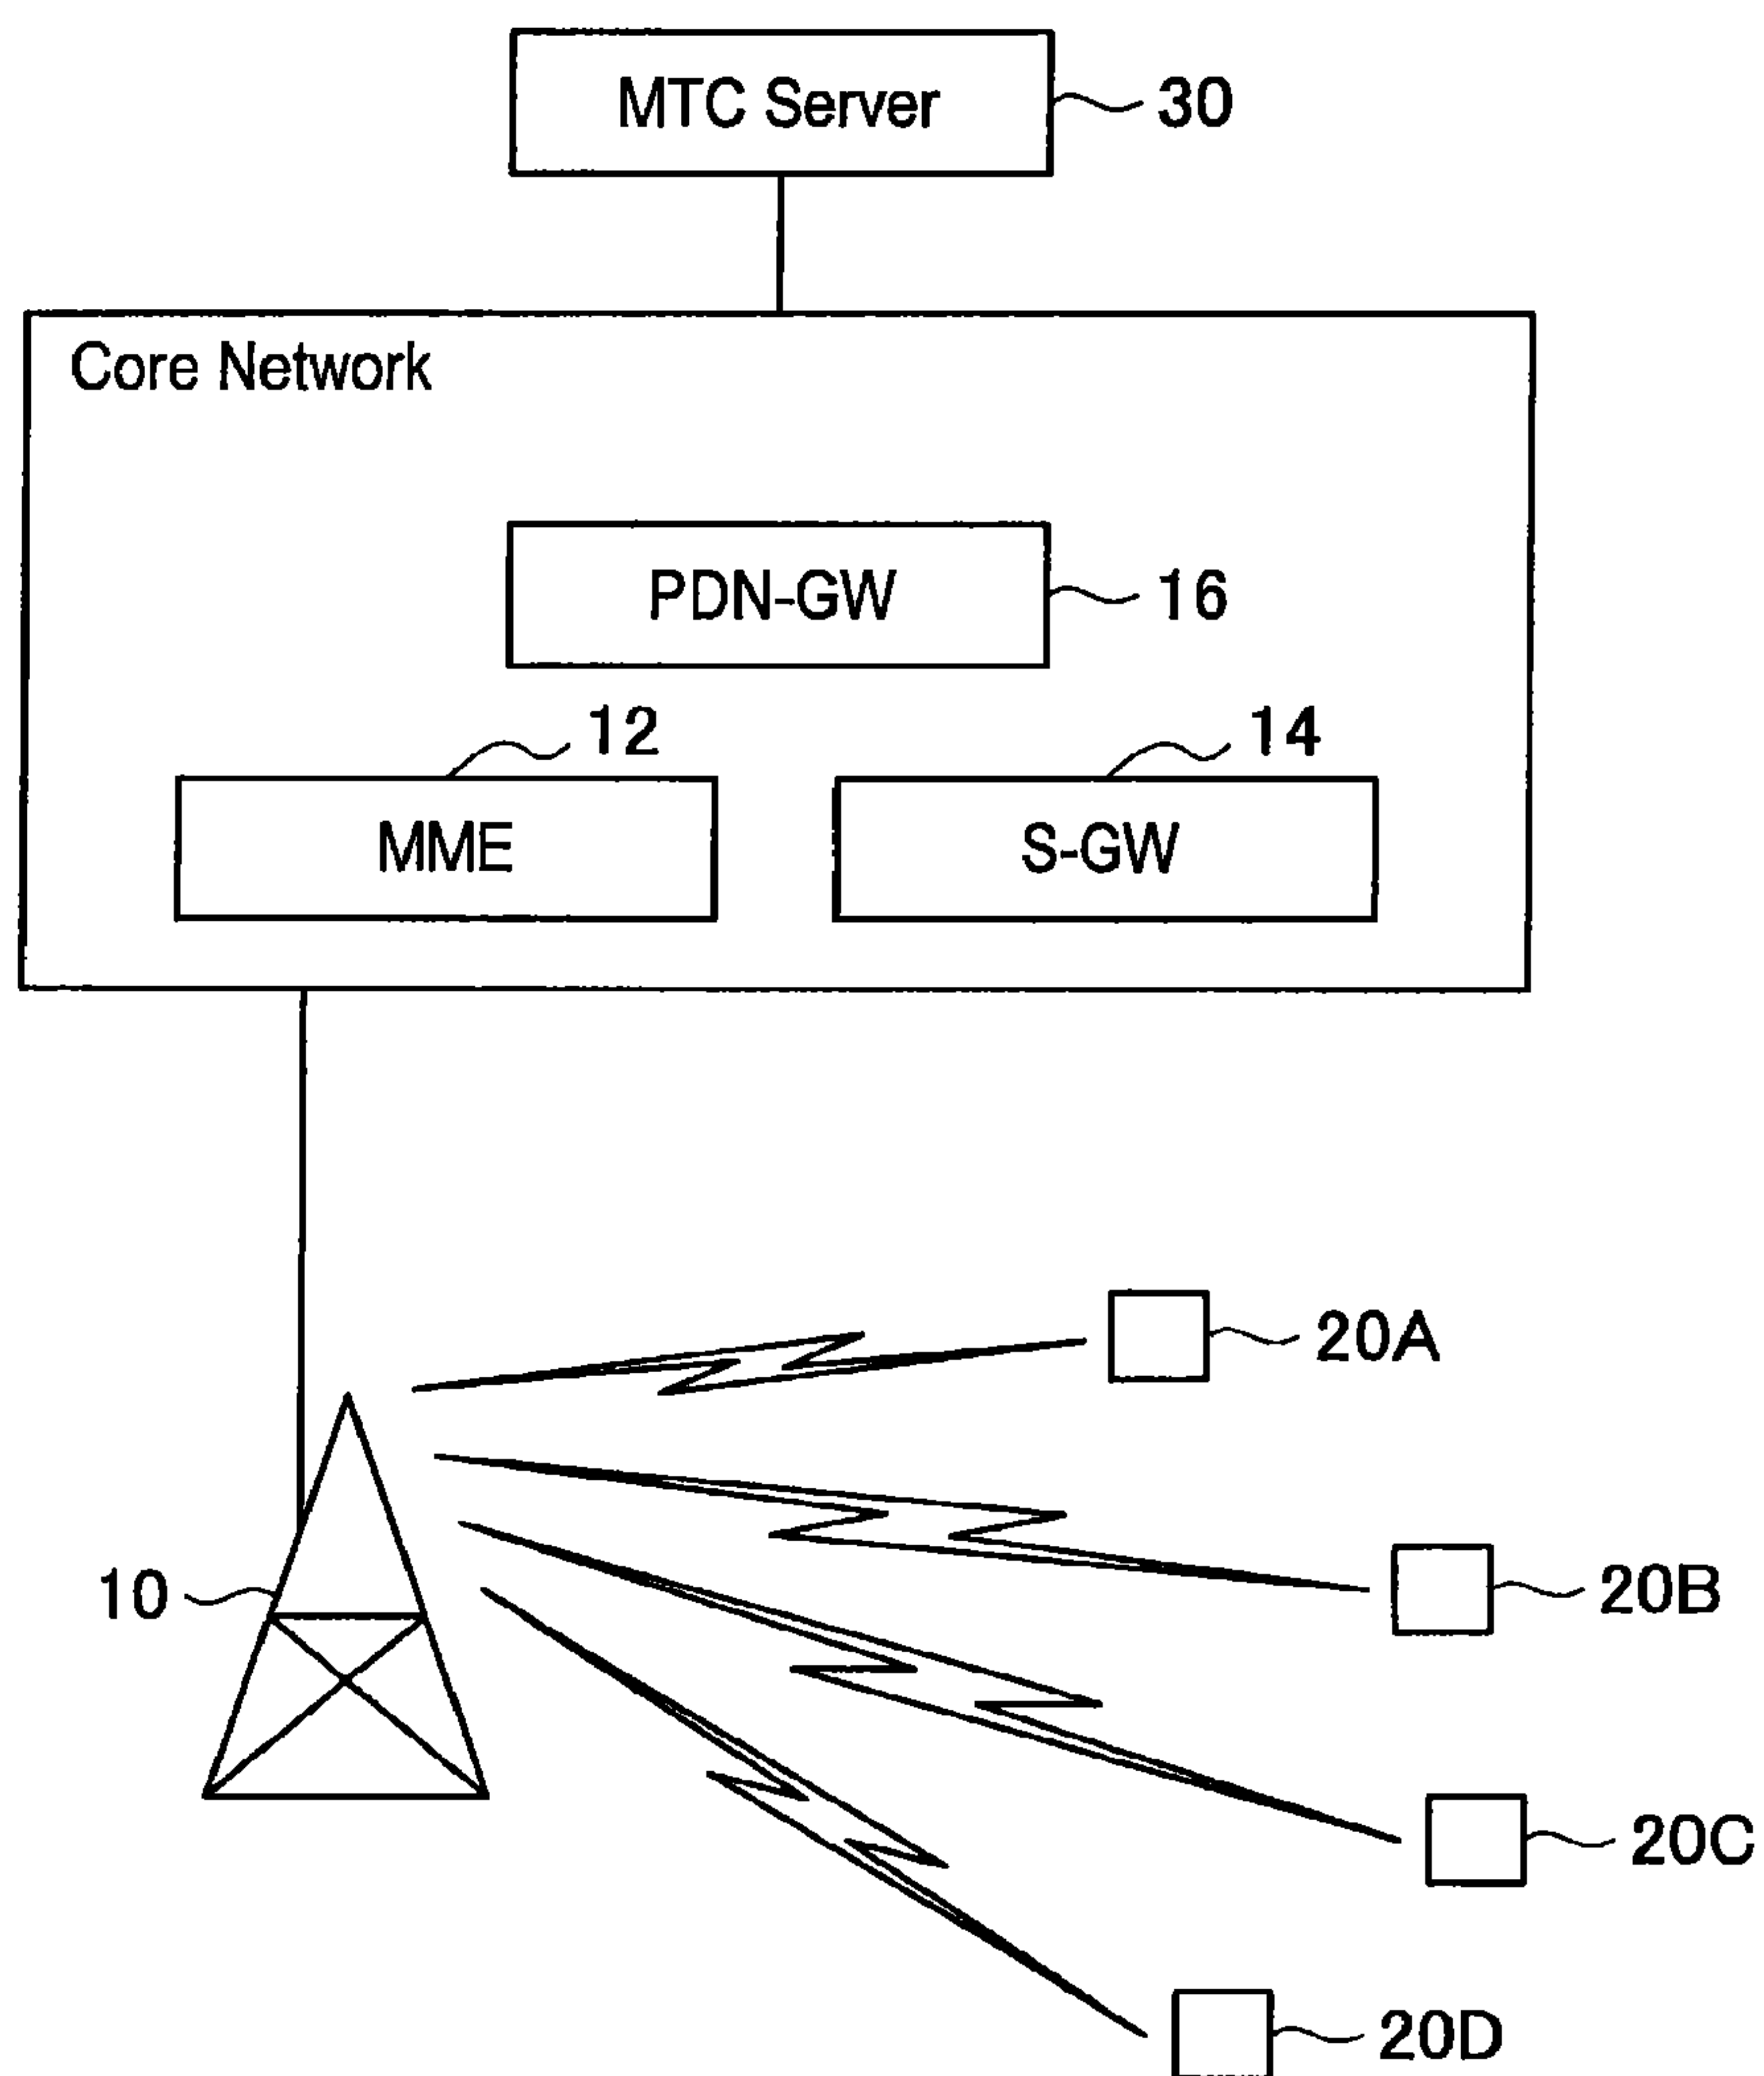 MTC Server
30
Core Network
PDN-GW
16
12
14
MME
S-GW
20A
10
20B
20C
20D